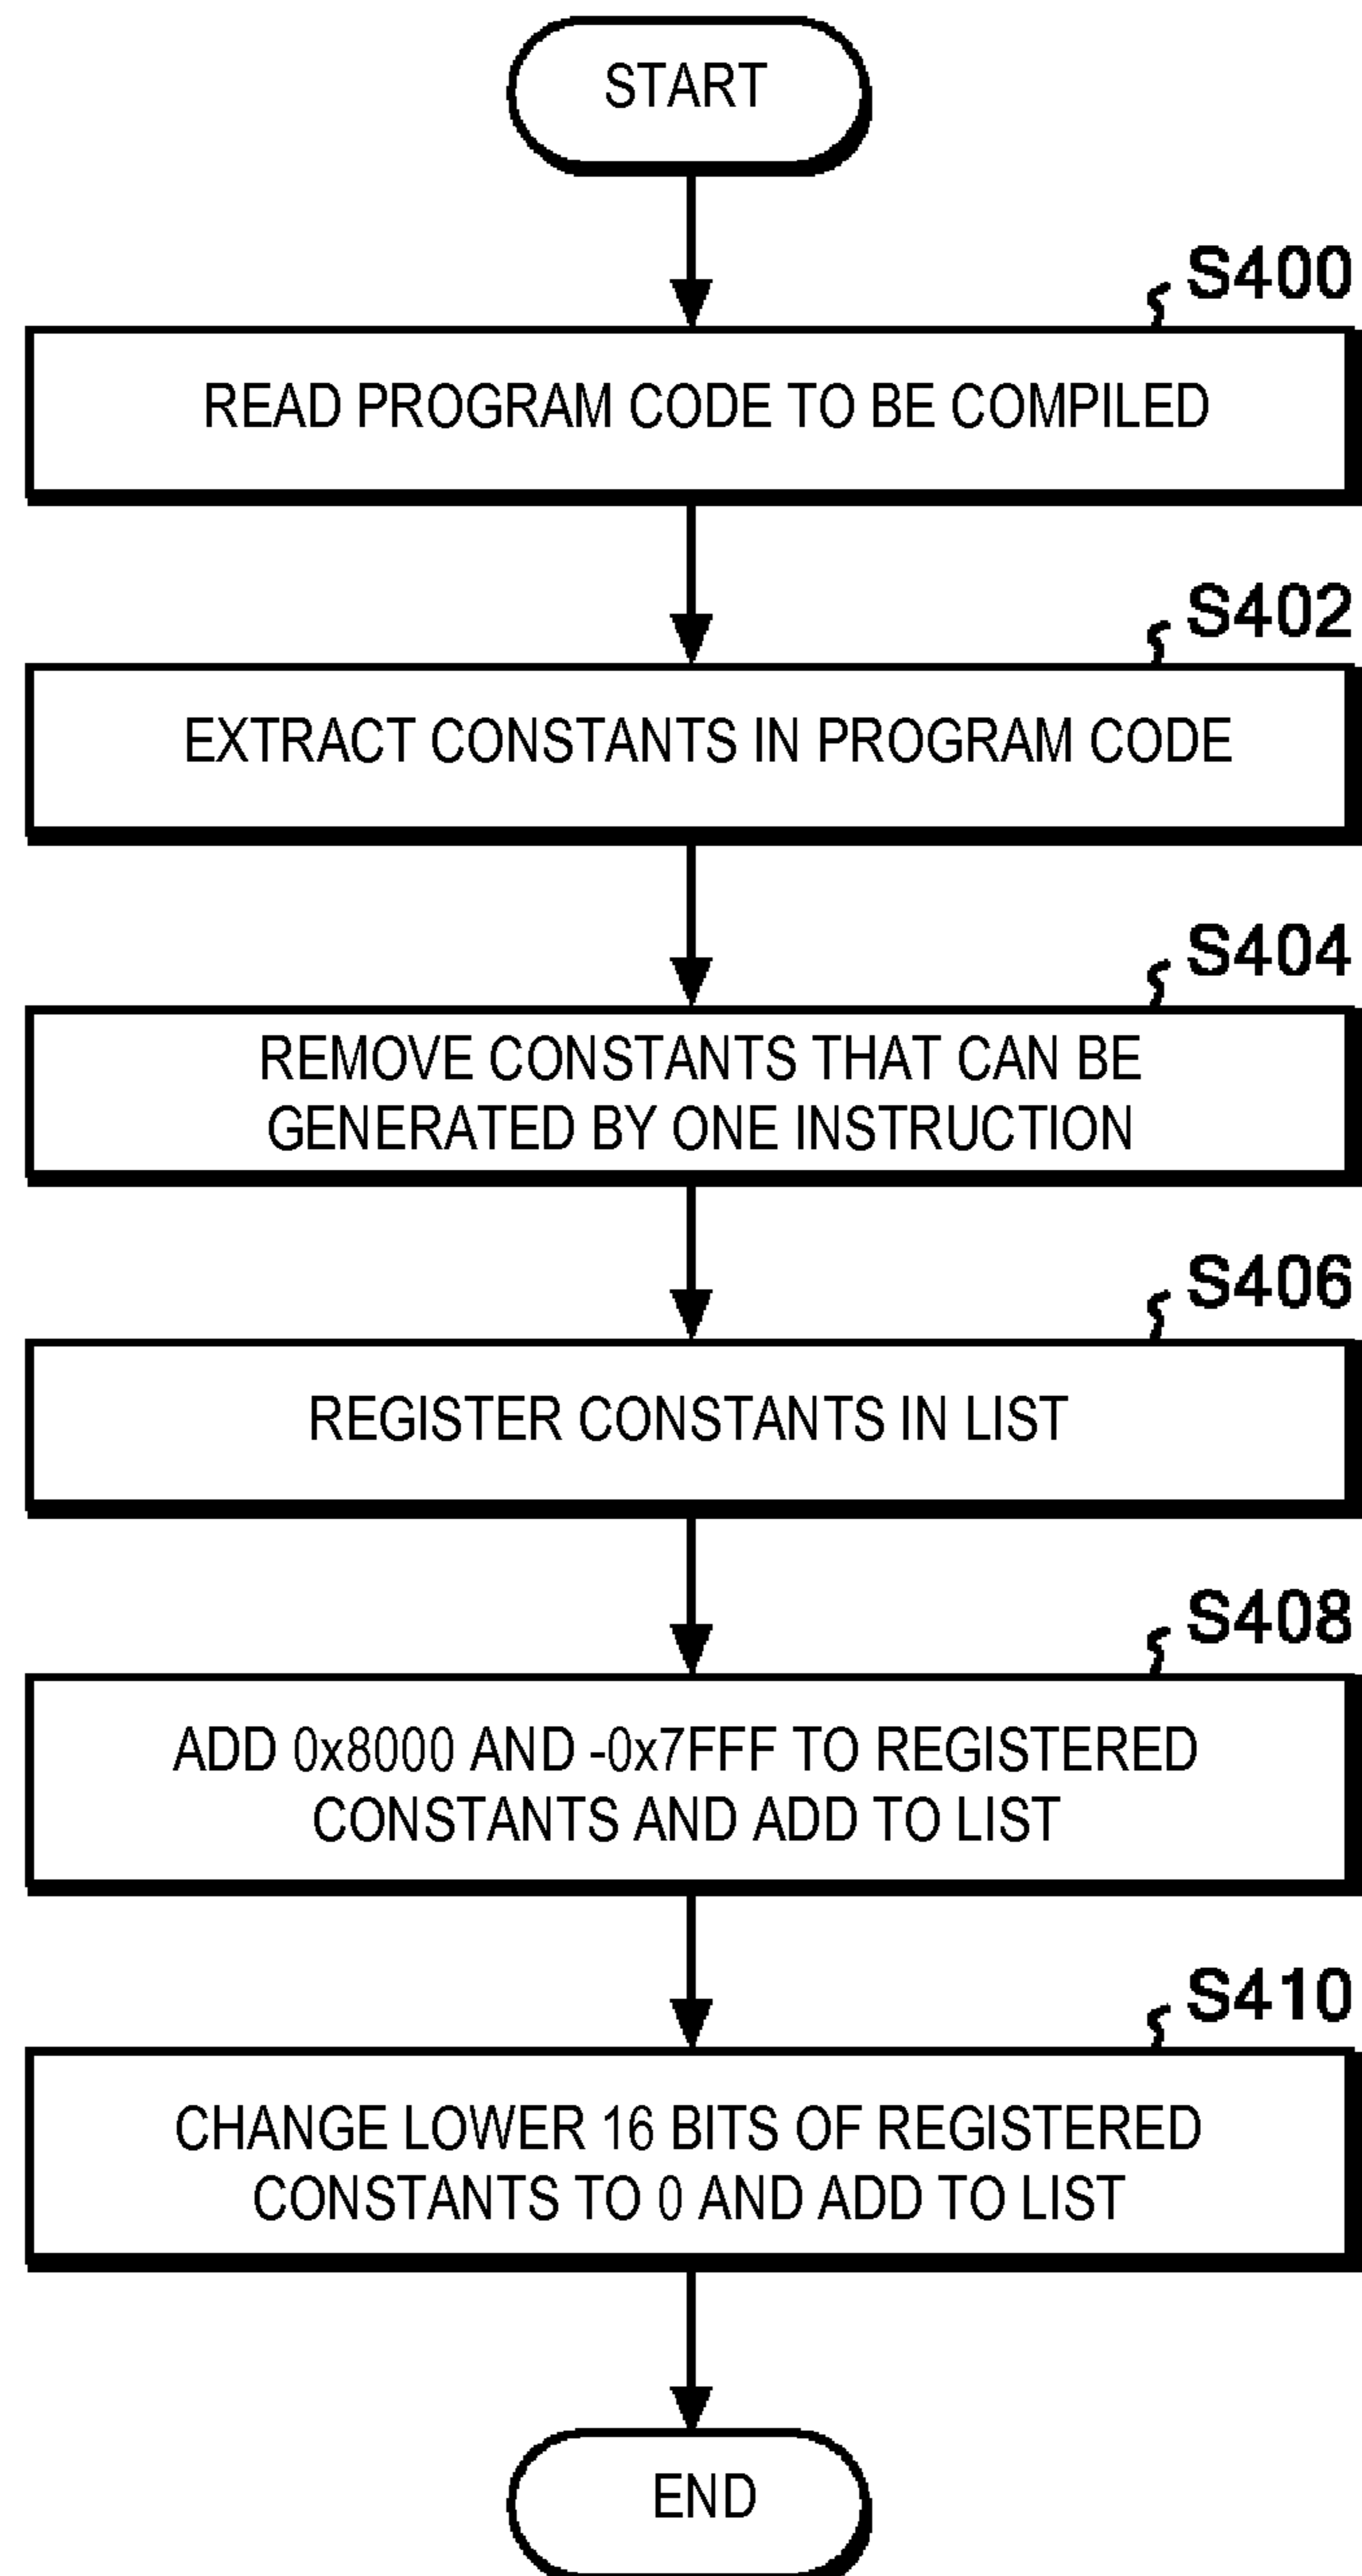 START
S400
READ PROGRAM CODE TO BE COMPILED
S402
EXTRACT CONSTANTS IN PROGRAM CODE
S404
REMOVE CONSTANTS THAT CAN BE
GENERATED BY ONE INSTRUCTION
S406
REGISTER CONSTANTS IN LIST
S408
ADD 0x8000 AND -0x7FFF TO REGISTERED
CONSTANTS AND ADD TO LIST
S410
CHANGE LOWER 16 BITS OF REGISTERED
CONSTANTS TO 0 AND ADD TO LIST
END